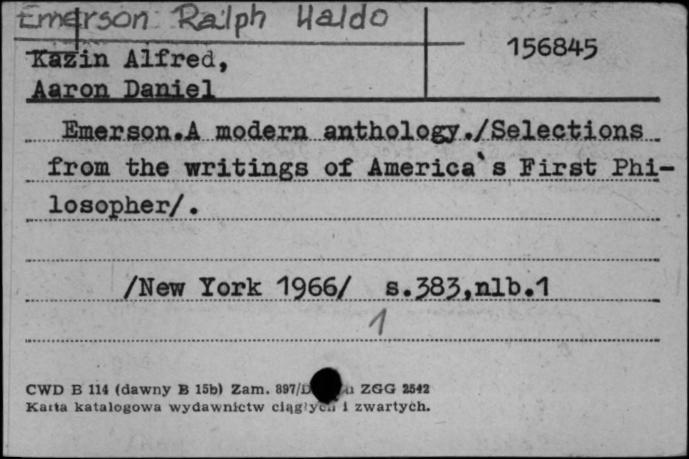 Emerson Ralph Waldo
Kazin Alfred,
156845
Aaron Daniel
Emerson.A modern anthology./Selections
from the writings of America`s First Phi-
losopher/.
/New York 1966/ s.383,nlb.1
1
CWD B 114 (dawny B 15b) Zam. 897/D ZGG 2542
Karta katalogowa wydawnictw ciągłych i zwartych.